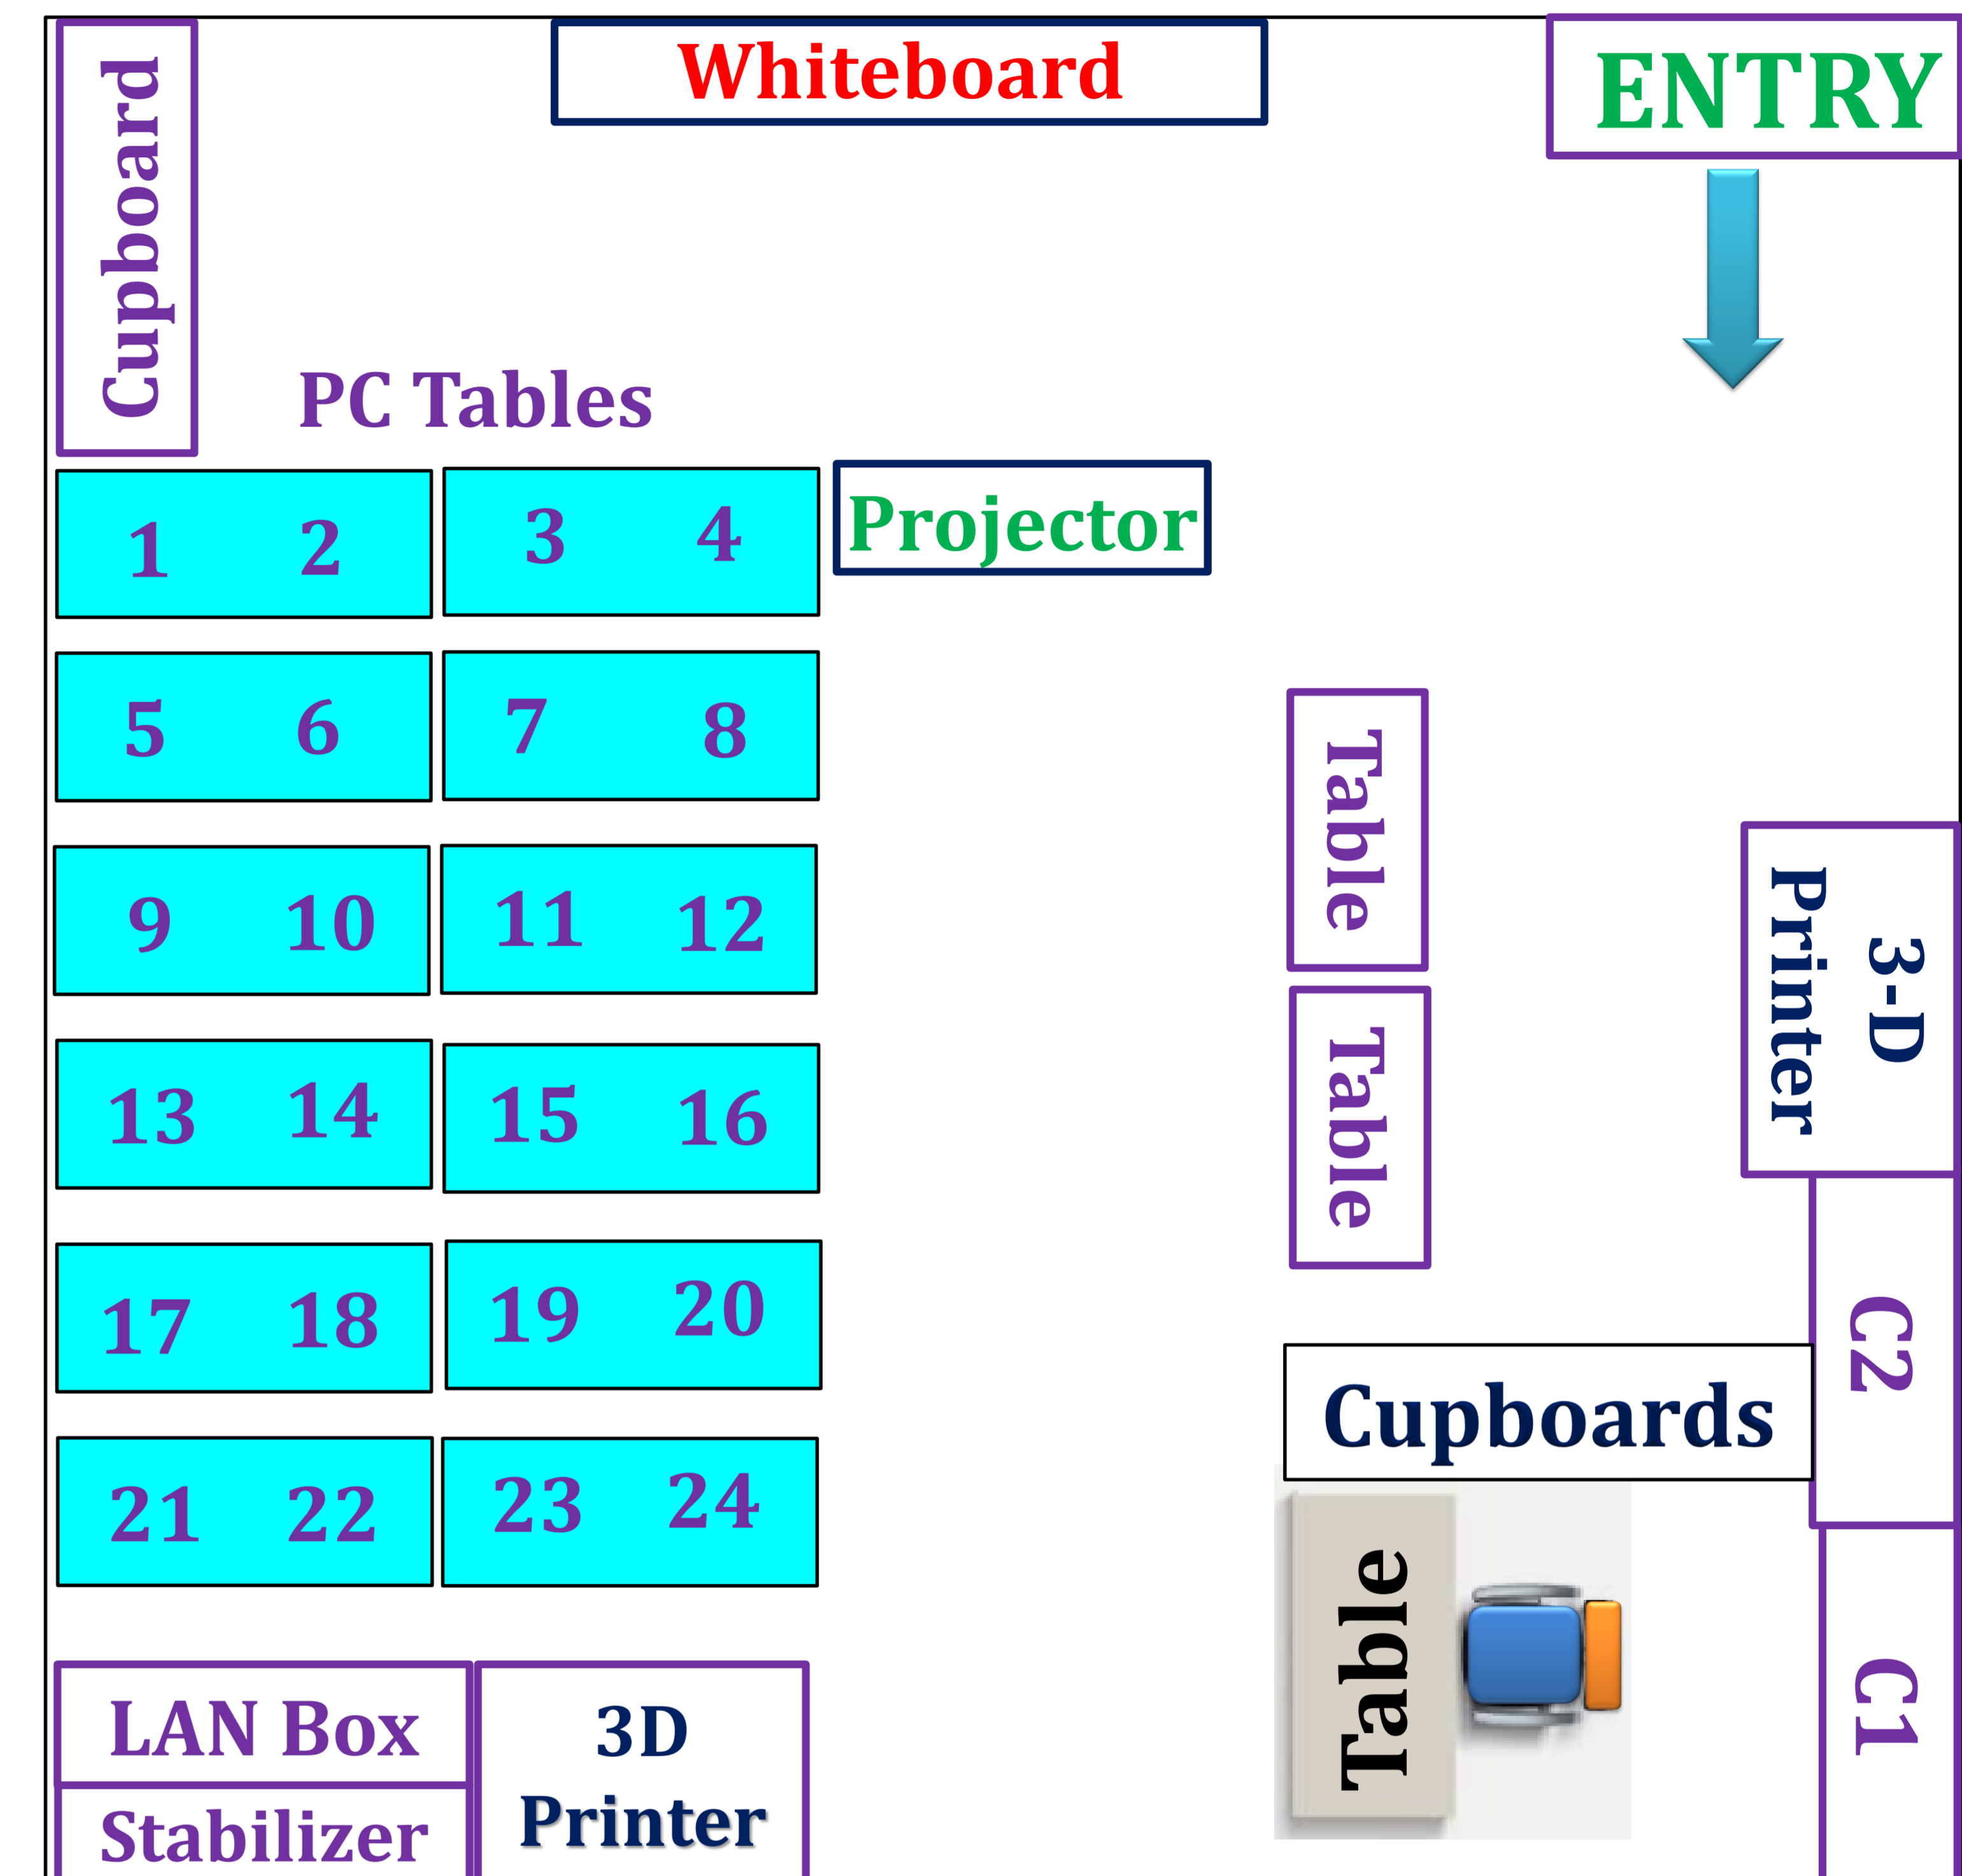 Whiteboard
ENTRY
Cupboard
PC Tables
1 2 3 4
Projector
5 6 7 8
Table
9 10 11 12
3-D
Printer
13 14 15 16
Table
17 18 19 20
C2
Cupboards
21 22 23 24
Table
C1
LAN Box
Stabilizer
3D
Printer